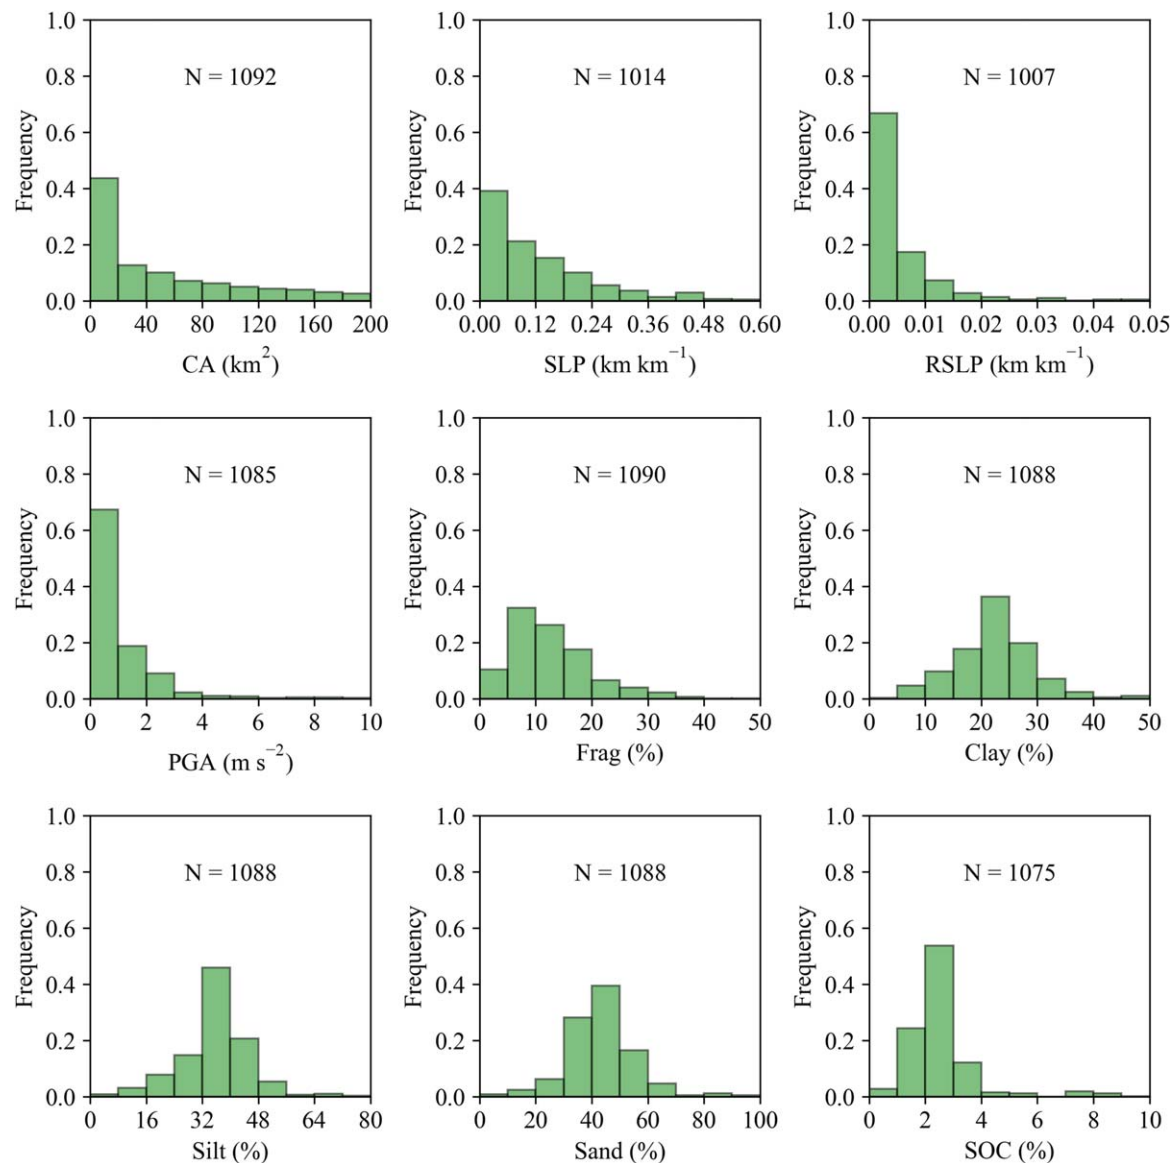 1.0
0.8
0.6
0.4
0.2
0.0
Frequency
N = 1092
0 40 80 120 160 200
CA (km²)
1.0
0.8
0.6
0.4
0.2
0.0
Frequency
N = 1014
0.00 0.12 0.24 0.36 0.48 0.60
SLP (km km⁻¹)
1.0
0.8
0.6
0.4
0.2
0.0
Frequency
N = 1007
0.00 0.01 0.02 0.03 0.04 0.05
RSLP (km km⁻¹)
1.0
0.8
0.6
0.4
0.2
0.0
Frequency
N = 1085
0 2 4 6 8 10
PGA (m s⁻²)
1.0
0.8
0.6
0.4
0.2
0.0
Frequency
N = 1090
0 10 20 30 40 50
Frag (%)
1.0
0.8
0.6
0.4
0.2
0.0
Frequency
N = 1088
0 10 20 30 40 50
Clay (%)
1.0
0.8
0.6
0.4
0.2
0.0
Frequency
N = 1088
0 16 32 48 64 80
Silt (%)
1.0
0.8
0.6
0.4
0.2
0.0
Frequency
N = 1088
0 20 40 60 80 100
Sand (%)
1.0
0.8
0.6
0.4
0.2
0.0
Frequency
N = 1075
0 2 4 6 8 10
SOC (%)